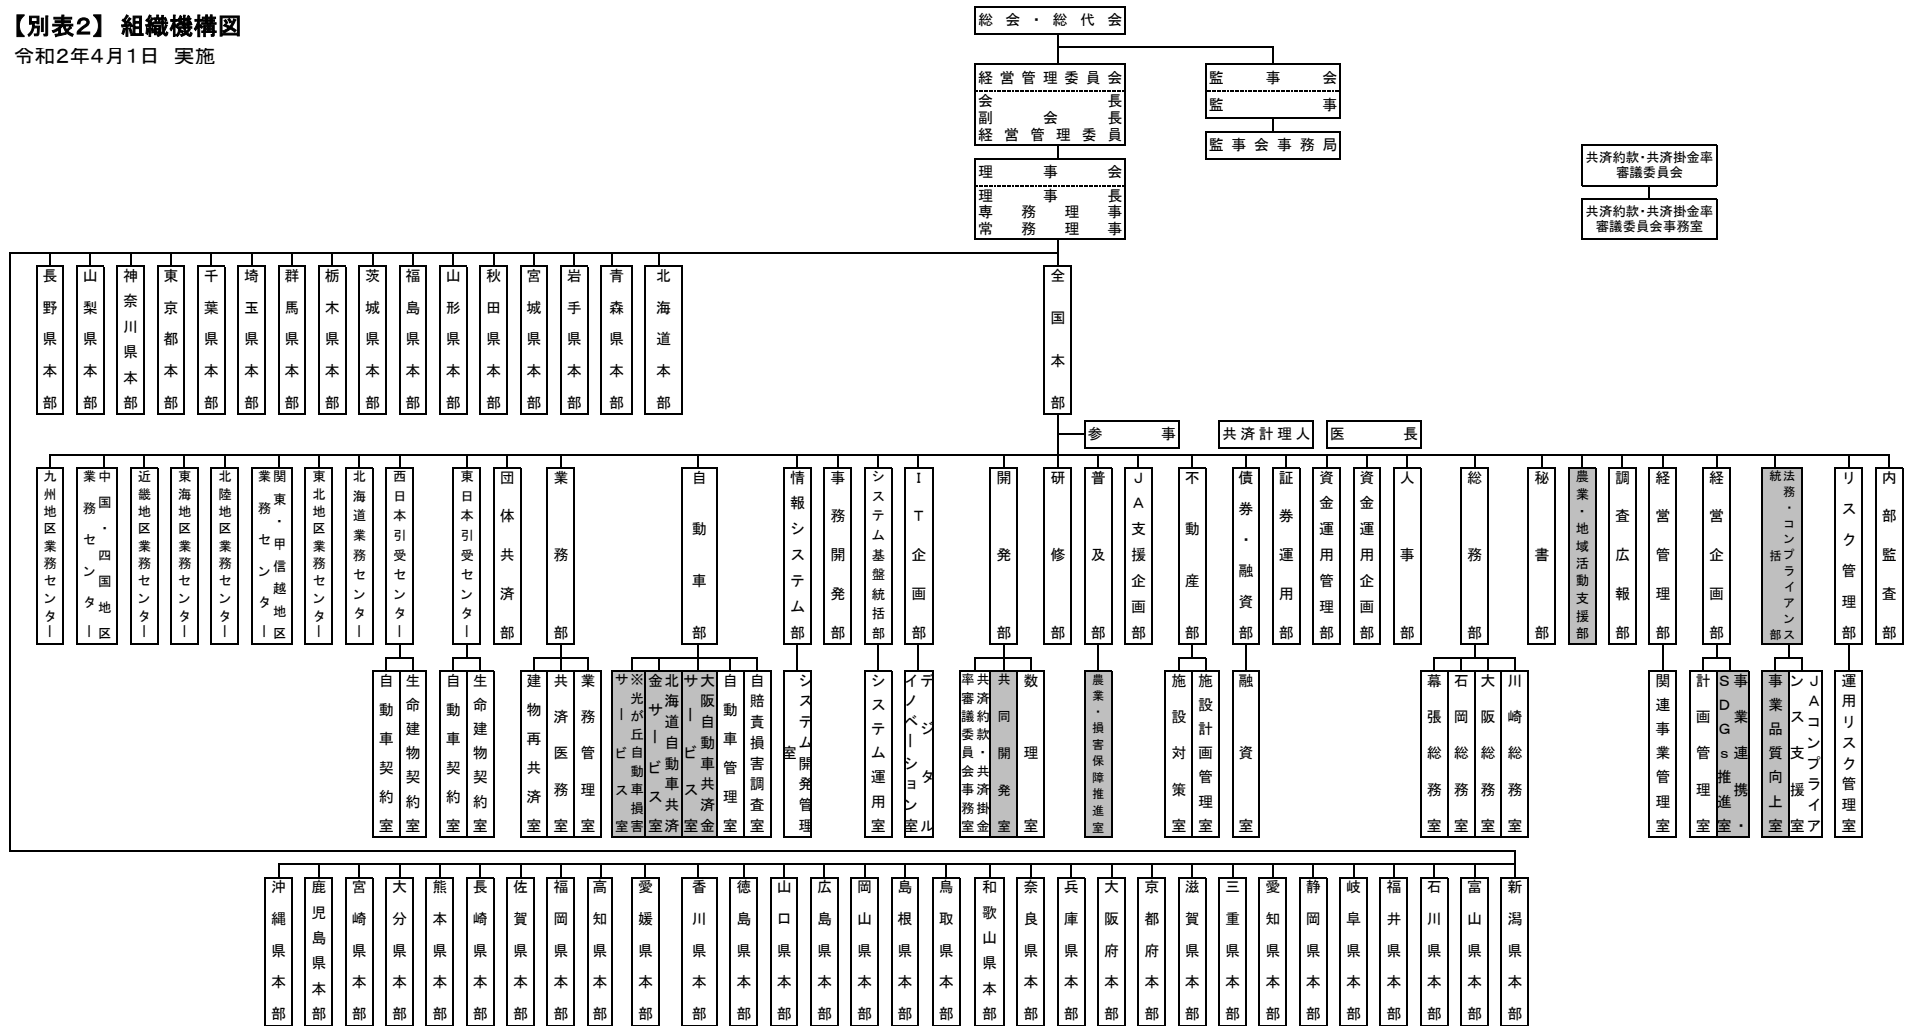 【別表2】 組織機構図
令和2年4月1日 実施
総会・総代会
経営管理委員会
会長
副会長
経営管理委員
監事会
監事
監事会事務局
理事会
理事長
専務理事
常務理事
共済約款・共済掛金率
審議委員会
共済約款・共済掛金率
審議委員会事務室
長野県本部
山梨県本部
神奈川県本部
東京都本部
千葉県本部
埼玉県本部
群馬県本部
栃木県本部
茨城県本部
福島県本部
山形県本部
秋田県本部
宮城県本部
岩手県本部
青森県本部
北海道本部
全国本部
参事
共済計理人
医長
九州地区業務センター
中国・四国地区
業務センター
近畿地区業務センター
東海地区業務センター
北陸地区業務センター
関東・甲信越地区
業務センター
東北地区業務センター
北海道業務センター
西日本引受センター
東日本引受センター
団体共済部
業務部
自動車部
情報システム部
事務開発部
システム基盤統括部
IT企画部
開発部
研修部
普及部
JA支援企画部
不動産部
債券・融資部
証券運用部
資金運用管理部
資金運用企画部
人事部
総務部
秘書部
農業・地域活動支援部
調査広報部
経営管理部
経営企画部
法務・コンプライアンス
統括部
リスク管理部
内部監査部
自動車契約室
生命建物契約室
自動車契約室
生命建物契約室
建物再共済室
共済医務室
業務管理室
※光が丘自動車損害
サービス室
北海道自動車共済
金サービス室
大阪自動車共済金
サービス室
自動車管理室
自賠責損害調査室
システム開発管理
室
システム運用室
デジタル
イノベーション室
共済約款・共済掛金
率審議委員会事務室
共同開発室
数理室
農業・損害保障推進室
施設対策室
施設計画管理室
融資室
幕張総務室
石岡総務室
大阪総務室
川崎総務室
関連事業管理室
計画管理室
事業連携・
SDGs推進室
事業品質向上室
JAコンプライア
ンス支援室
運用リスク管理室
沖縄県本部
鹿児島県本部
宮崎県本部
大分県本部
熊本県本部
長崎県本部
佐賀県本部
福岡県本部
高知県本部
愛媛県本部
香川県本部
徳島県本部
山口県本部
広島県本部
岡山県本部
島根県本部
鳥取県本部
和歌山県本部
奈良県本部
兵庫県本部
大阪府本部
京都府本部
滋賀県本部
三重県本部
愛知県本部
静岡県本部
岐阜県本部
福井県本部
石川県本部
富山県本部
新潟県本部